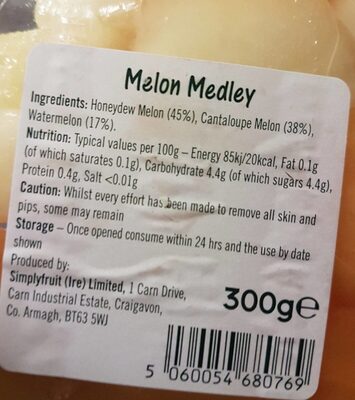 Melon Medley
Ingredients: Honeydew Melon (45%), Cantaloupe Melon (38%),
Watermelon (17%).
Nutrition: Typical values per 100g – Energy 85kj/20kcal, Fat 0.1g
(of which saturates 0.1g), Carbohydrate 4.4g (of which sugars 4.4g),
Protein 0.4g, Salt <0.01g
Caution: Whilst every effort has been made to remove all skin and
pips, some may remain
Storage – Once opened consume within 24 hrs and the use by date
shown
Produced by:
Simplyfruit (Ire) Limited, 1 Carn Drive,
Carn Industrial Estate, Craigavon,
Co. Armagh, BT63 5WJ
300g℮
5 060054 680769